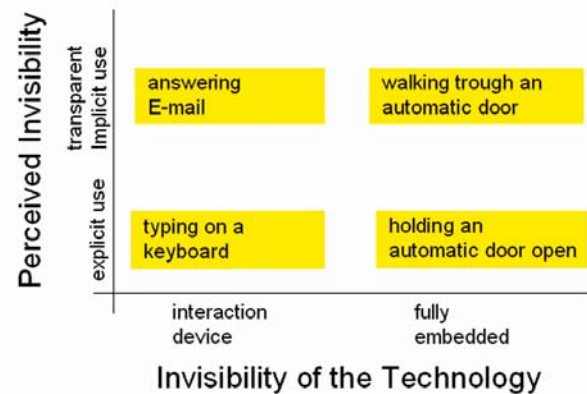 Perceived Invisibility
transparent
Implicit use
explicit use
answering
E-mail
walking trough an
automatic door
typing on a
keyboard
holding an
automatic door open
interaction
device
fully
embedded
Invisibility of the Technology